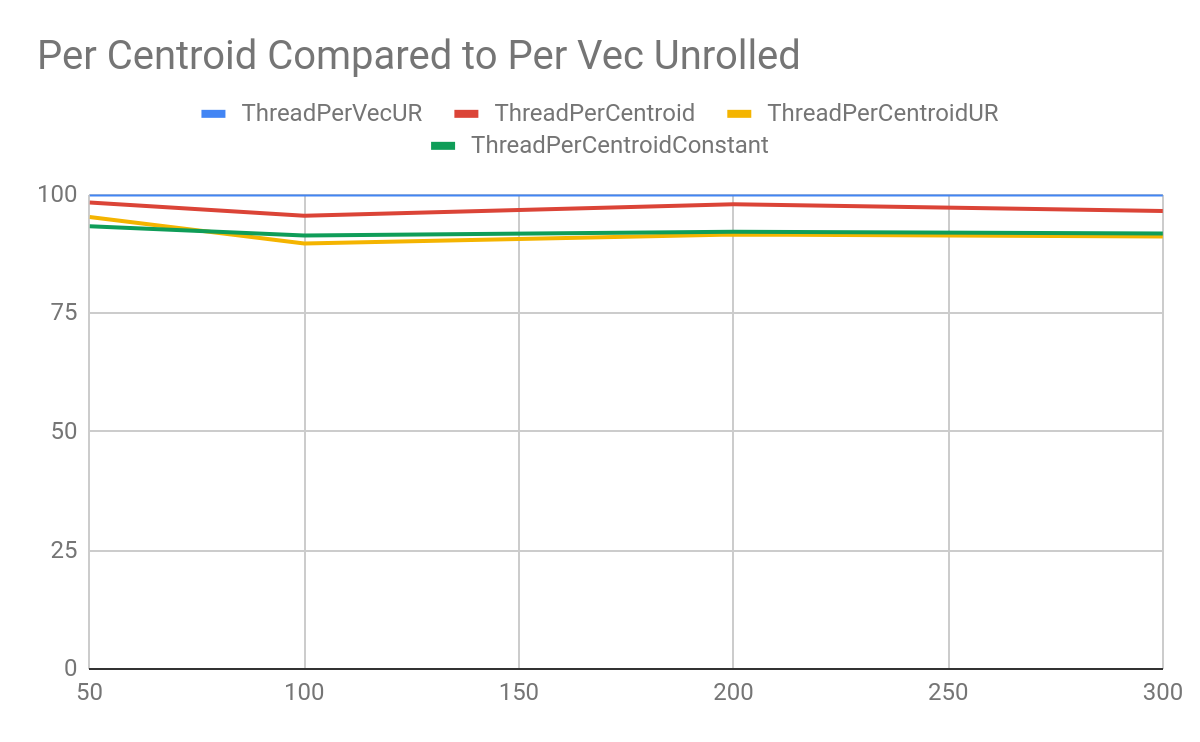 Per Centroid Compared to Per Vec Unrolled
ThreadPerVecUR ThreadPerCentroid ThreadPerCentroidUR
ThreadPerCentroidConstant
100
75
50
25
0
50 100 150 200 250 300